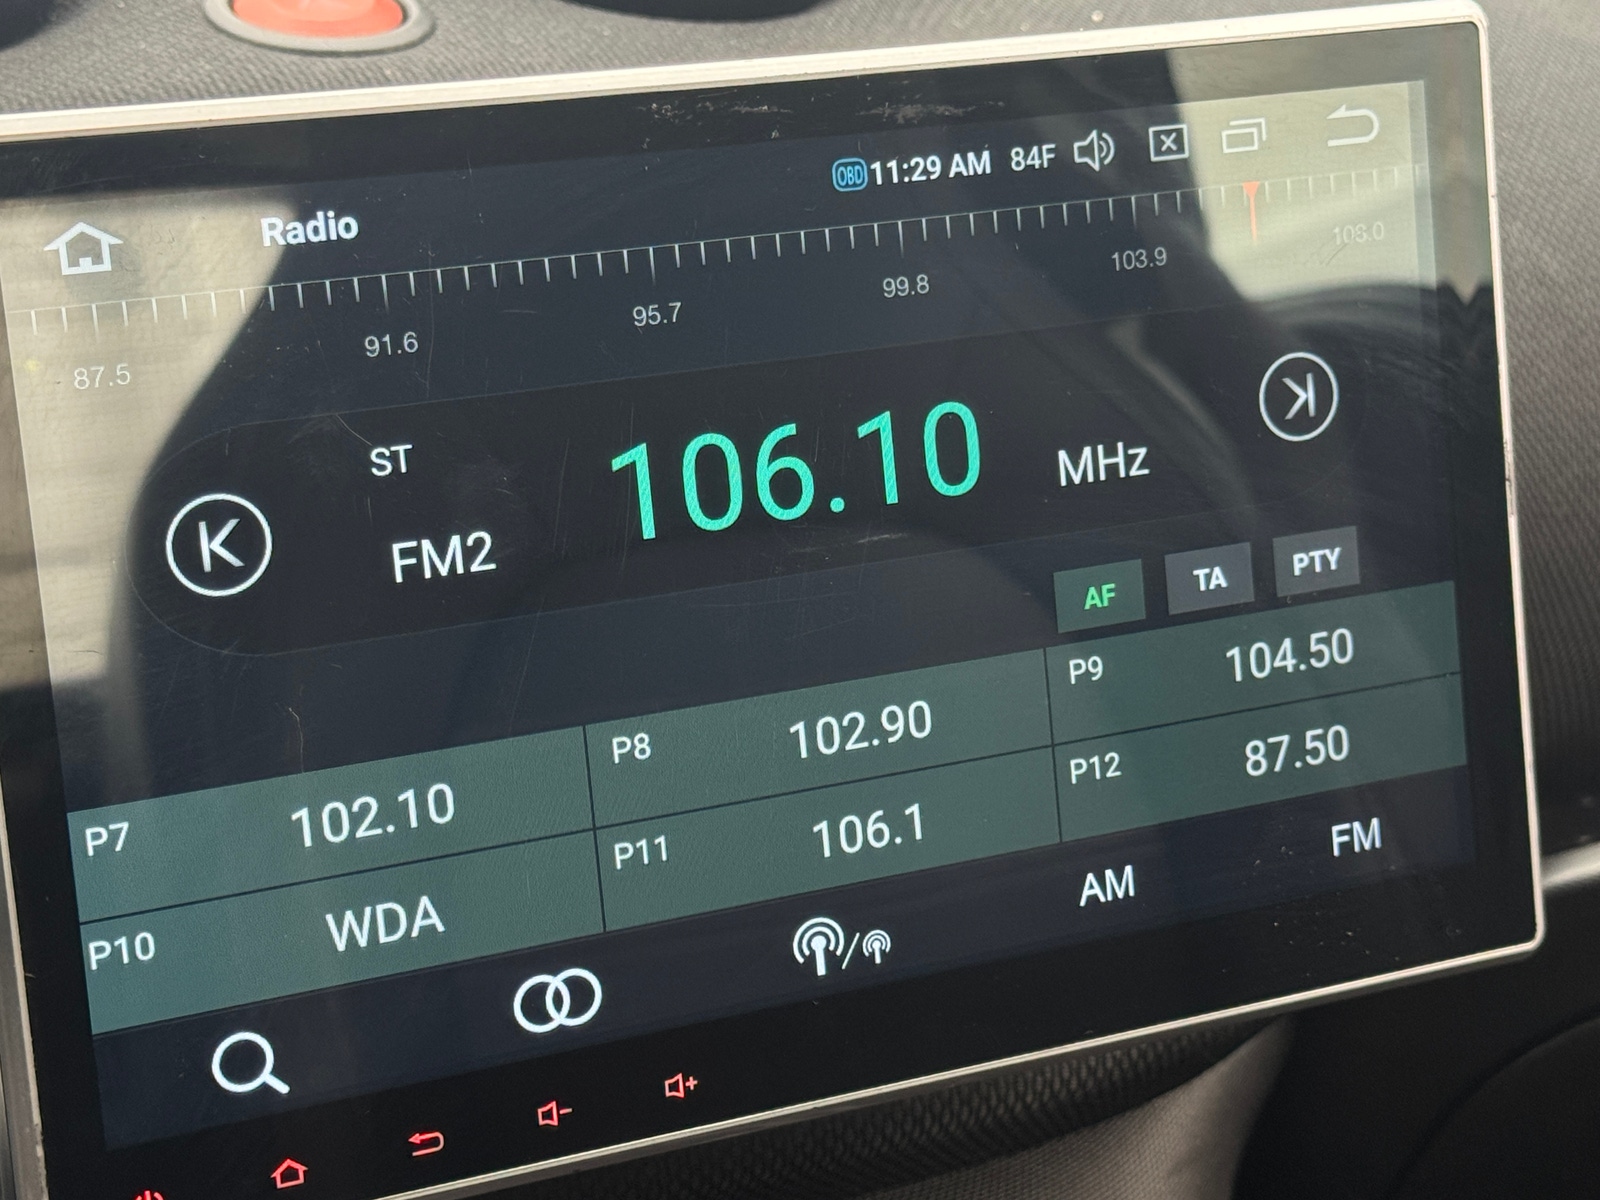 Radio
OBD 11:29 AM 84F
87.5 91.6 95.7 99.8 103.9 108.0
ST
FM2
106.10 MHz
AF TA PTY
P7 102.10
P8 102.90
P9 104.50
P10 WDA
P11 106.1
P12 87.50
AM
FM